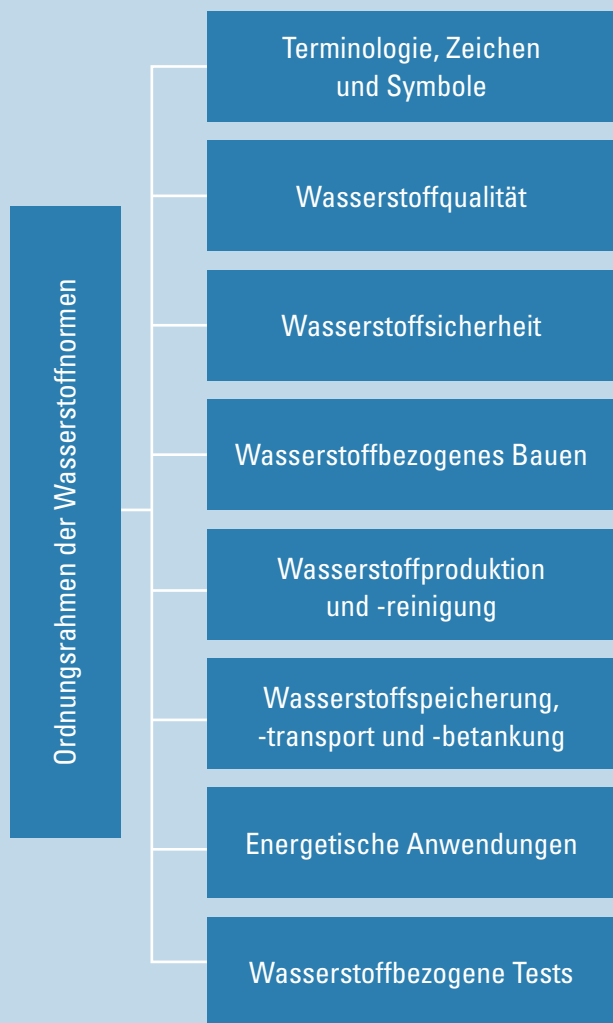 Ordnungsrahmen der Wasserstoffnormen
Terminologie, Zeichen
und Symbole
Wasserstoffqualität
Wasserstoffsicherheit
Wasserstoffbezogenes Bauen
Wasserstoffproduktion
und -reinigung
Wasserstoffspeicherung,
-transport und -betankung
Energetische Anwendungen
Wasserstoffbezogene Tests